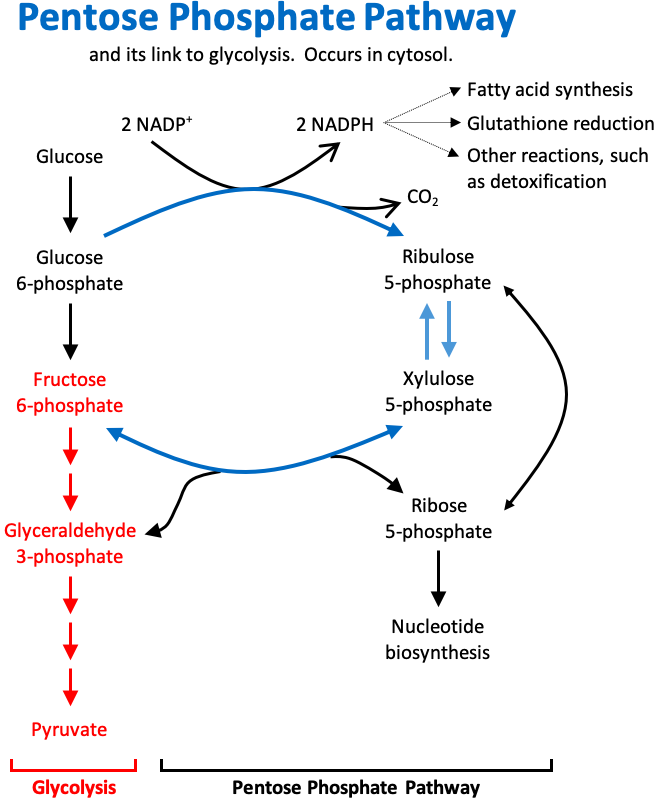 Pentose Phosphate Pathway
and its link to glycolysis.  Occurs in cytosol.
Fatty acid synthesis
2 NADP⁺
2 NADPH
Glutathione reduction
Glucose
Other reactions, such
as detoxification
CO₂
Glucose
6-phosphate
Ribulose
5-phosphate
Fructose
6-phosphate
Xylulose
5-phosphate
Glyceraldehyde
3-phosphate
Ribose
5-phosphate
Nucleotide
biosynthesis
Pyruvate
Glycolysis
Pentose Phosphate Pathway